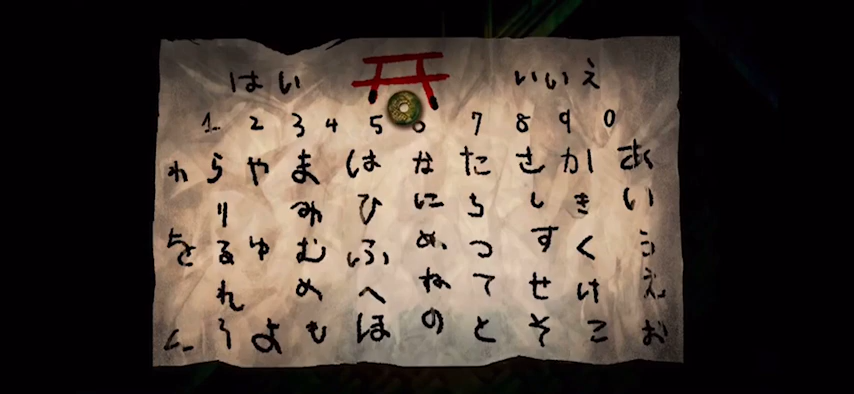 はい いいえ
1 2 3 4 5 6 7 8 9 0
わ ら や ま は な た さ か あ
り み ひ に ち し き い
を る ゆ む ふ ぬ つ す く う
れ め へ ね て せ け え
ん ろ よ も ほ の と そ こ お